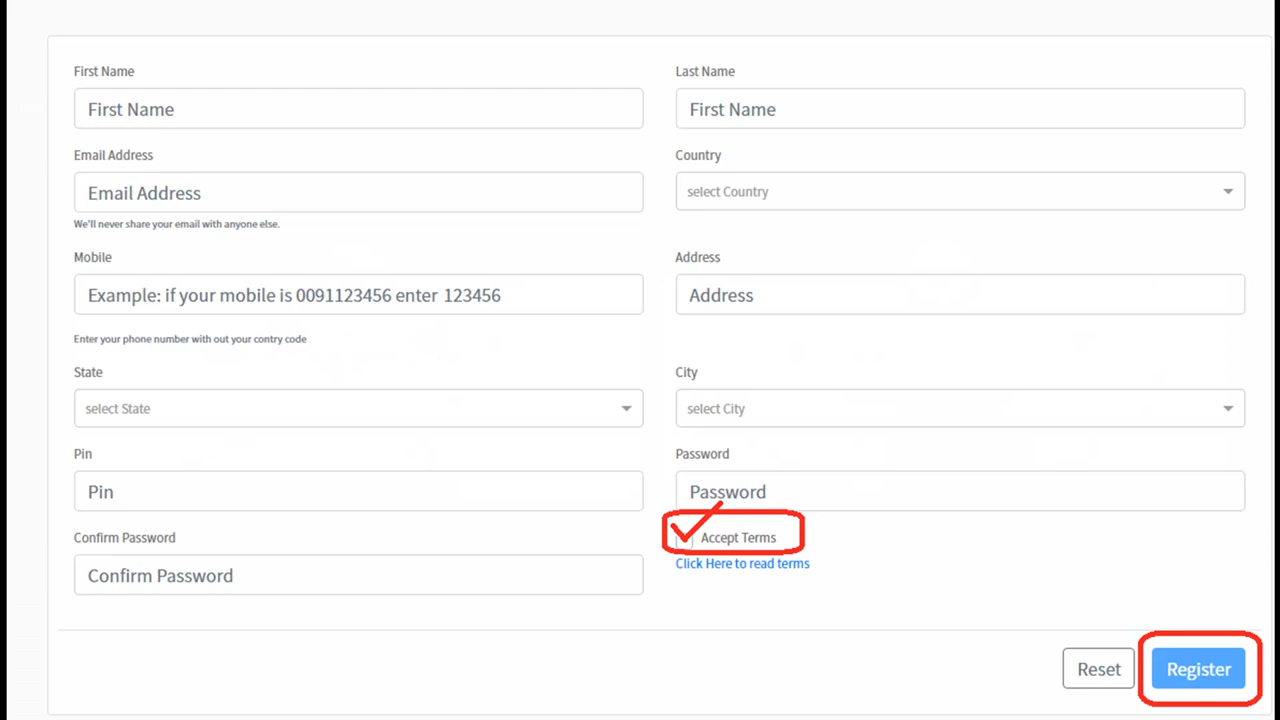 First Name
Last Name
First Name
First Name
Email Address
Country
Email Address
select Country
We'll never share your email with anyone else.
Mobile
Address
Example: if your mobile is 0091123456 enter 123456
Address
Enter your phone number with out your contry code
State
City
select State
select City
Pin
Password
Pin
Password
Confirm Password
Accept Terms
Confirm Password
Click Here to read terms
Reset
Register